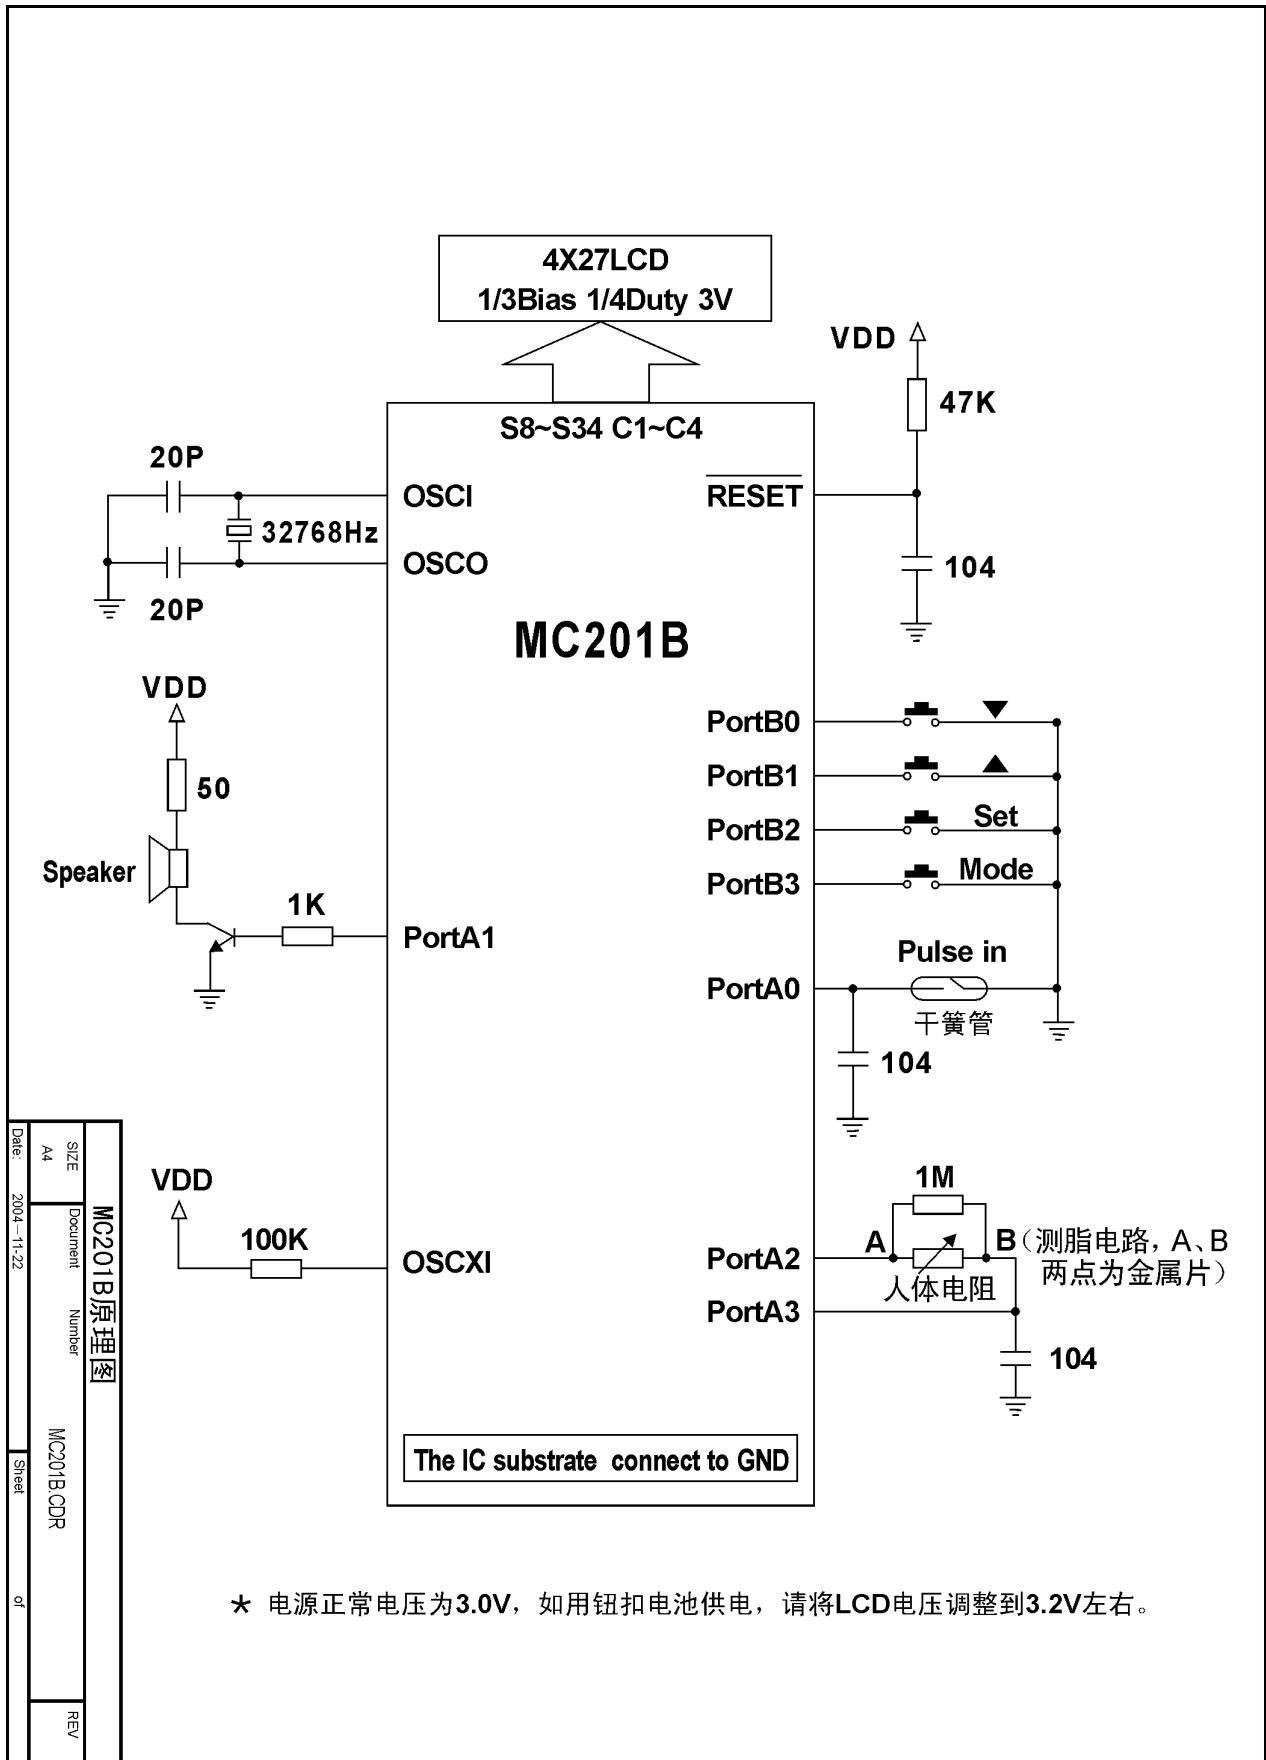 4X27LCD
1/3Bias 1/4Duty 3V
VDD
47K
S8~S34 C1~C4
20P
OSCI
RESET
32768Hz
OSCO
104
20P
MC201B
VDD
PortB0
▼
50
PortB1
▲
PortB2
Set
Speaker
PortB3
Mode
1K
PortA1
Pulse in
PortA0
干簧管
104
VDD
1M
100K
OSCXI
PortA2
A
B（测脂电路，A、B
两点为金属片）
人体电阻
PortA3
104
The IC substrate connect to GND
* 电源正常电压为3.0V，如用钮扣电池供电，请将LCD电压调整到3.2V左右。
MC201B原理图
SIZE
A4
Document Number
MC201B.CDR
REV
Date: 2004-11-22
Sheet of